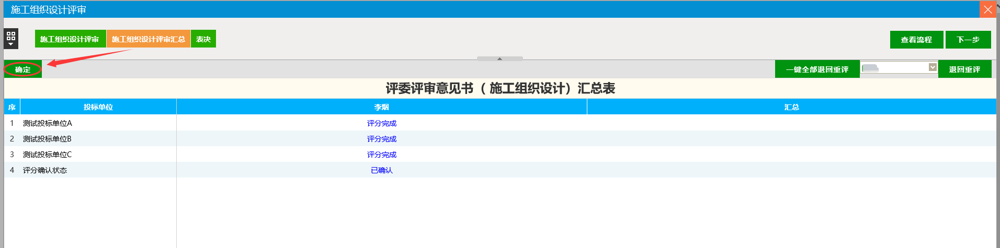 施工组织设计评审
施工组织设计评审 施工组织设计评审汇总 表决 查看流程 下一步
确定 一键全部退回重评 退回重评
评委评审意见书（施工组织设计）汇总表
序 投标单位 李烟 汇总
1 测试投标单位A 评分完成
2 测试投标单位B 评分完成
3 测试投标单位C 评分完成
4 评分确认状态 已确认